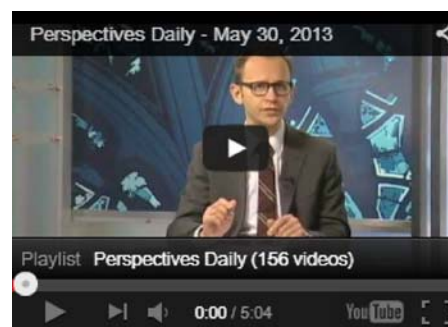 Perspectives Daily - May 30, 2013
Playlist Perspectives Daily (156 videos)
0:00 / 5:04 YouTube